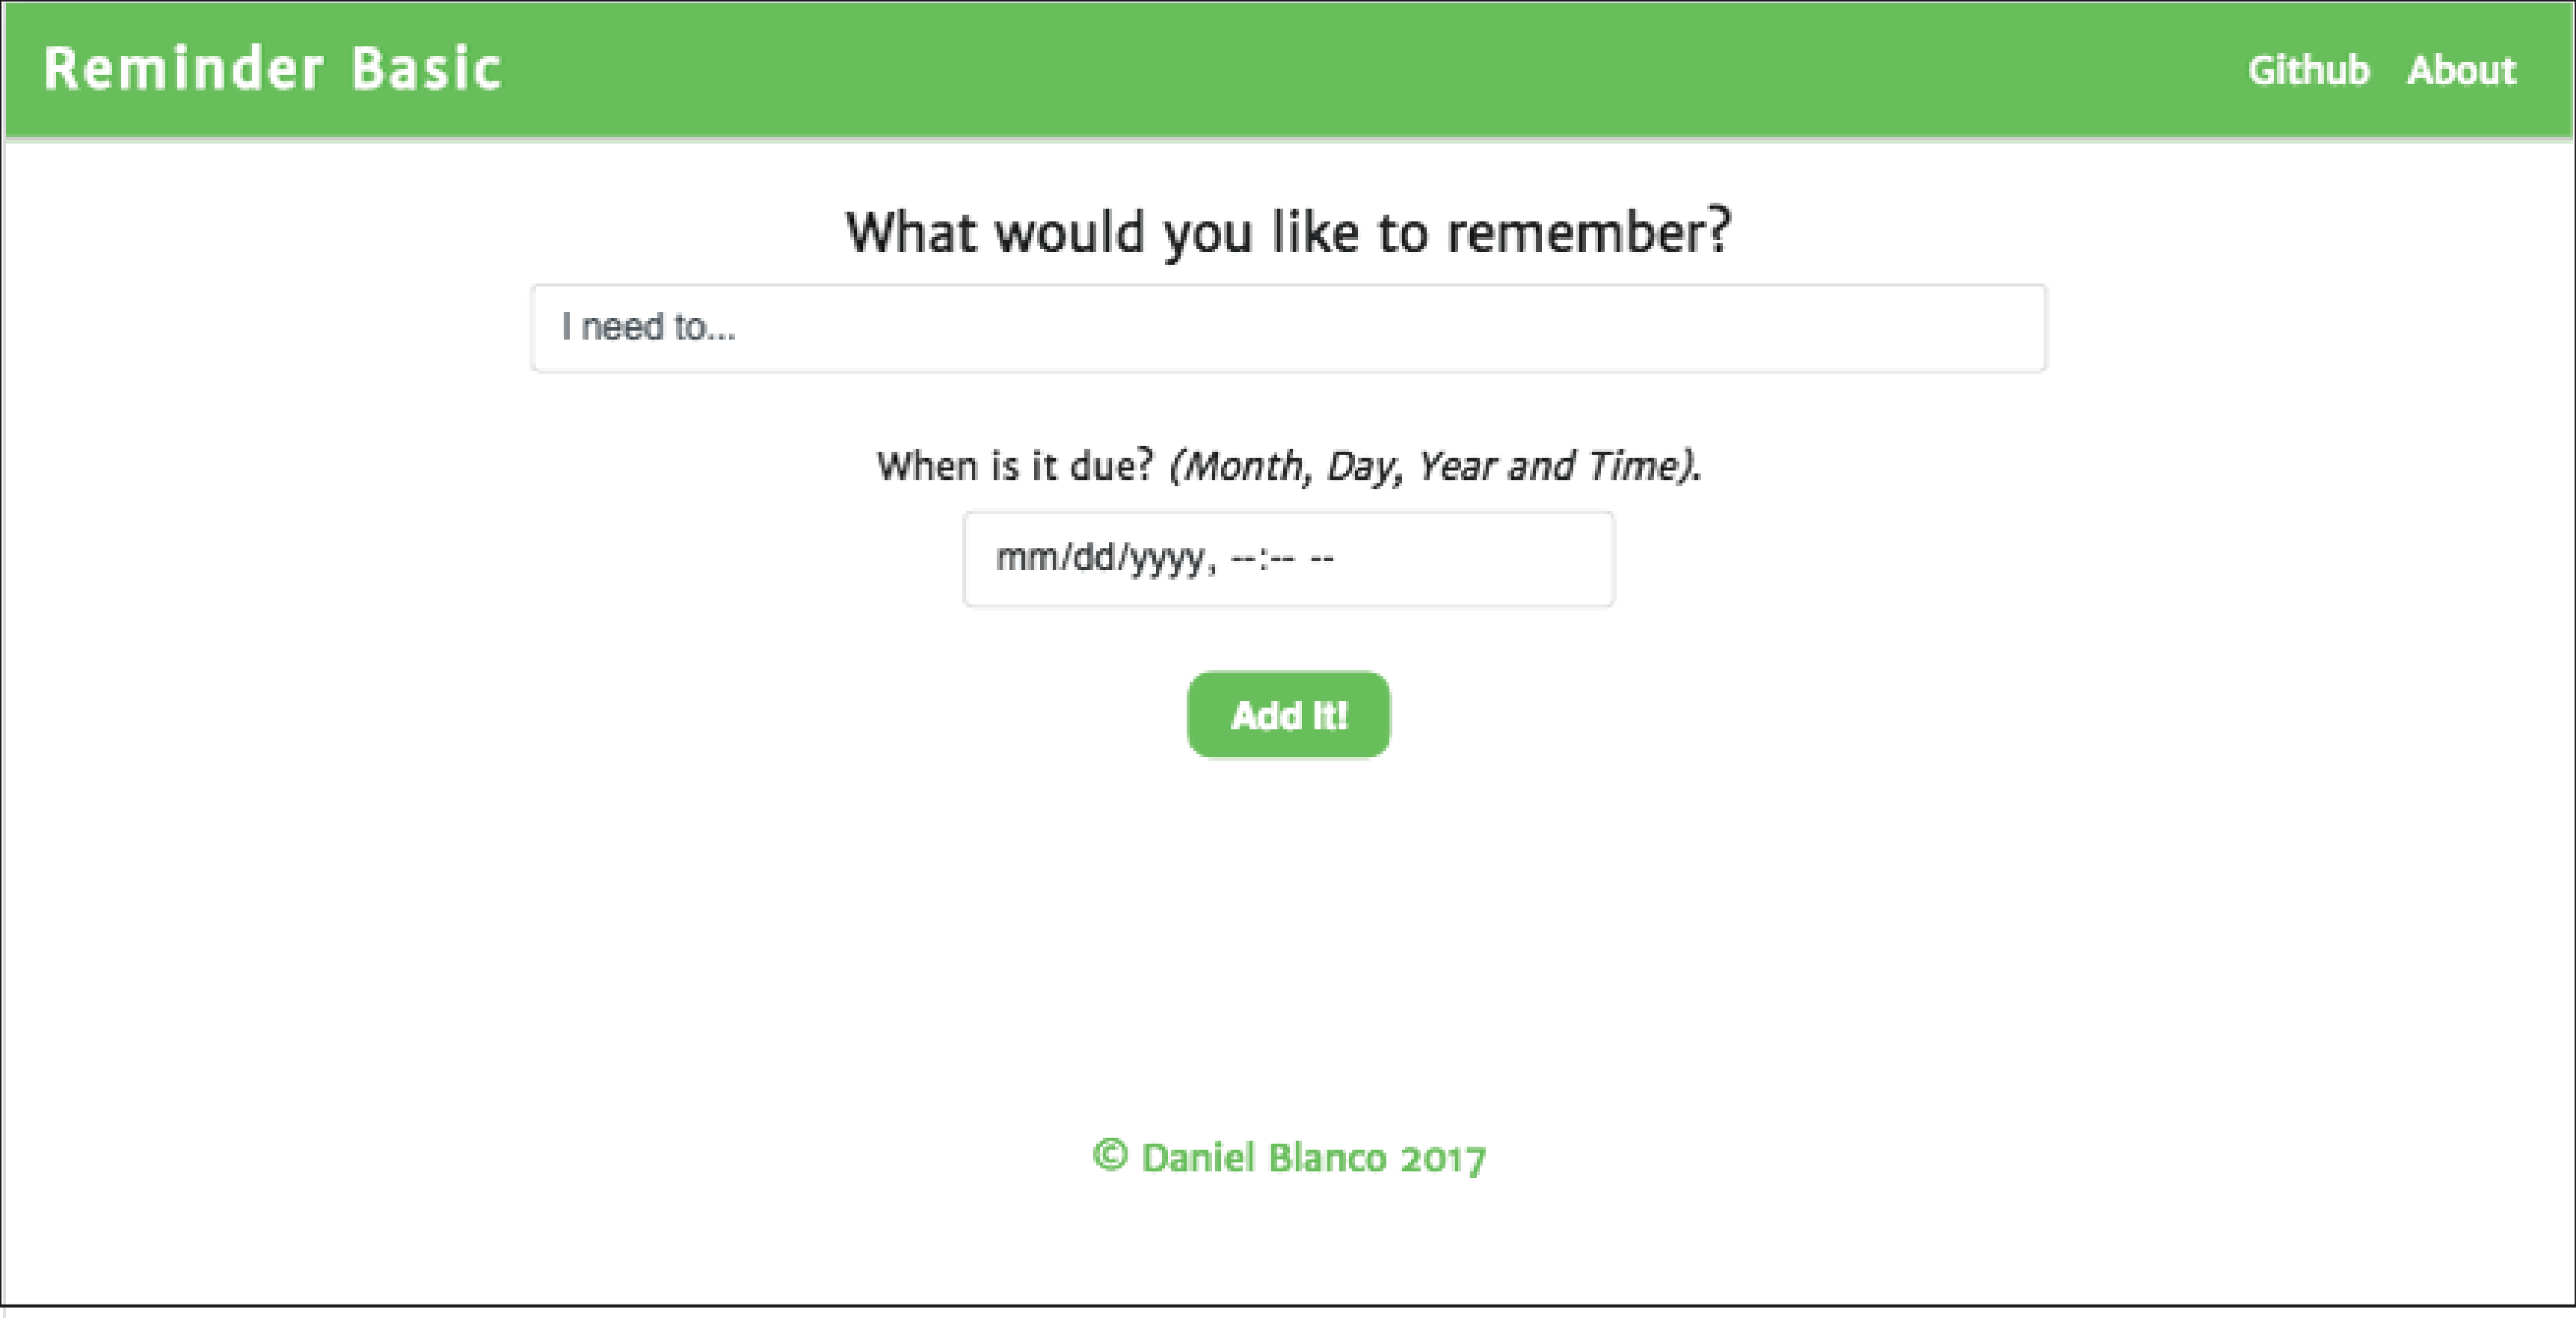 Reminder Basic
Github About
What would you like to remember?
I need to...
When is it due? (Month, Day, Year and Time).
mm/dd/yyyy, --:-- --
Add It!
© Daniel Blanco 2017